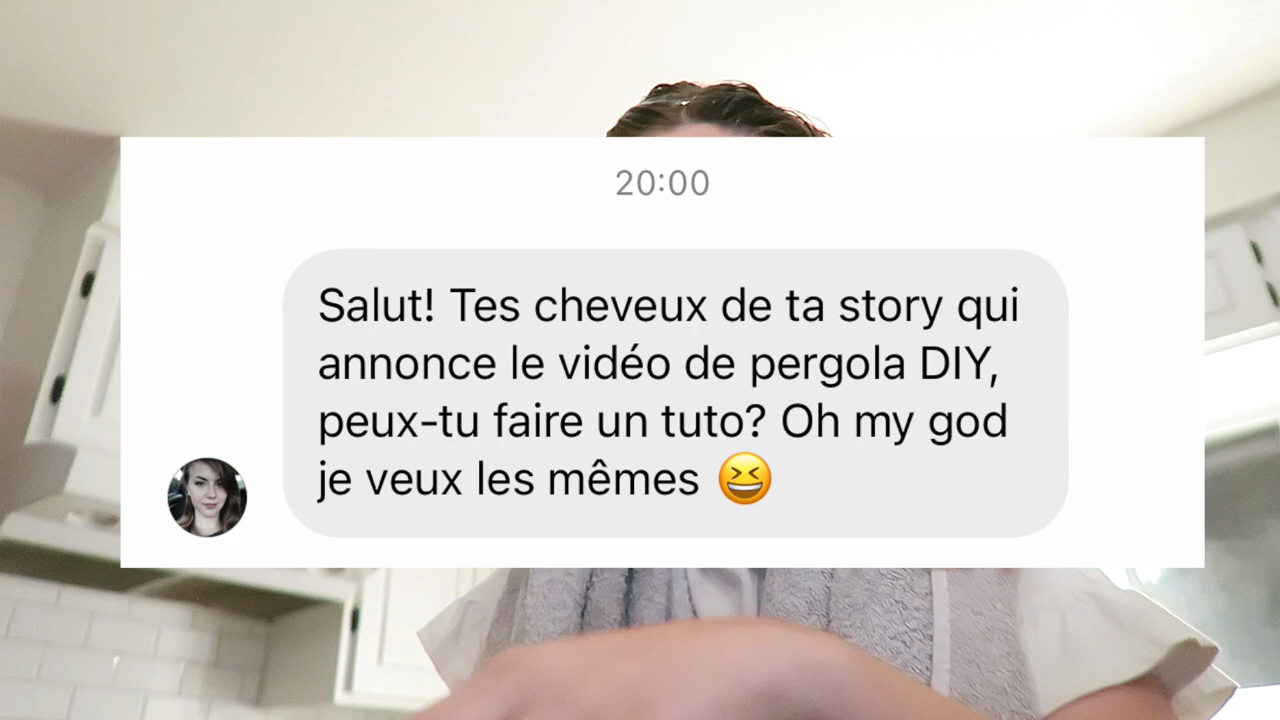 20:00
Salut! Tes cheveux de ta story qui
annonce le vidéo de pergola DIY,
peux-tu faire un tuto? Oh my god
je veux les mêmes 😆